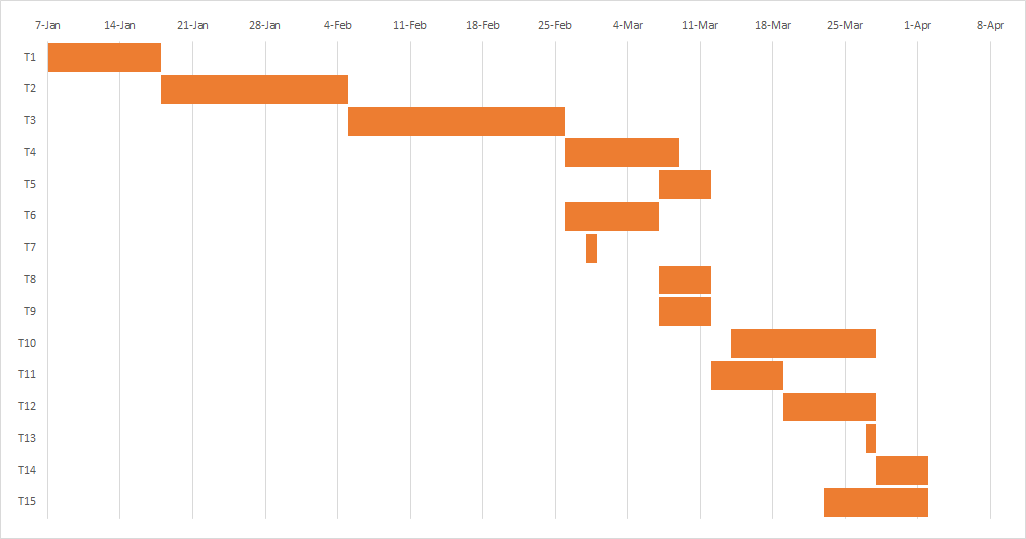 7-Jan 14-Jan 21-Jan 28-Jan 4-Feb 11-Feb 18-Feb 25-Feb 4-Mar 11-Mar 18-Mar 25-Mar 1-Apr 8-Apr
T1
T2
T3
T4
T5
T6
T7
T8
T9
T10
T11
T12
T13
T14
T15